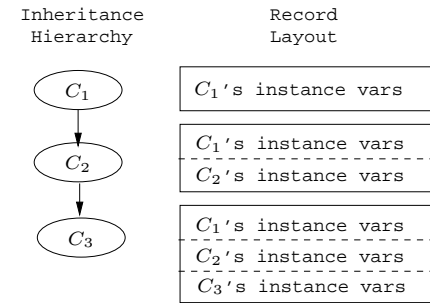 Inheritance Hierarchy
Record Layout
C1
C1's instance vars
C2
C1's instance vars
C2's instance vars
C3
C1's instance vars
C2's instance vars
C3's instance vars